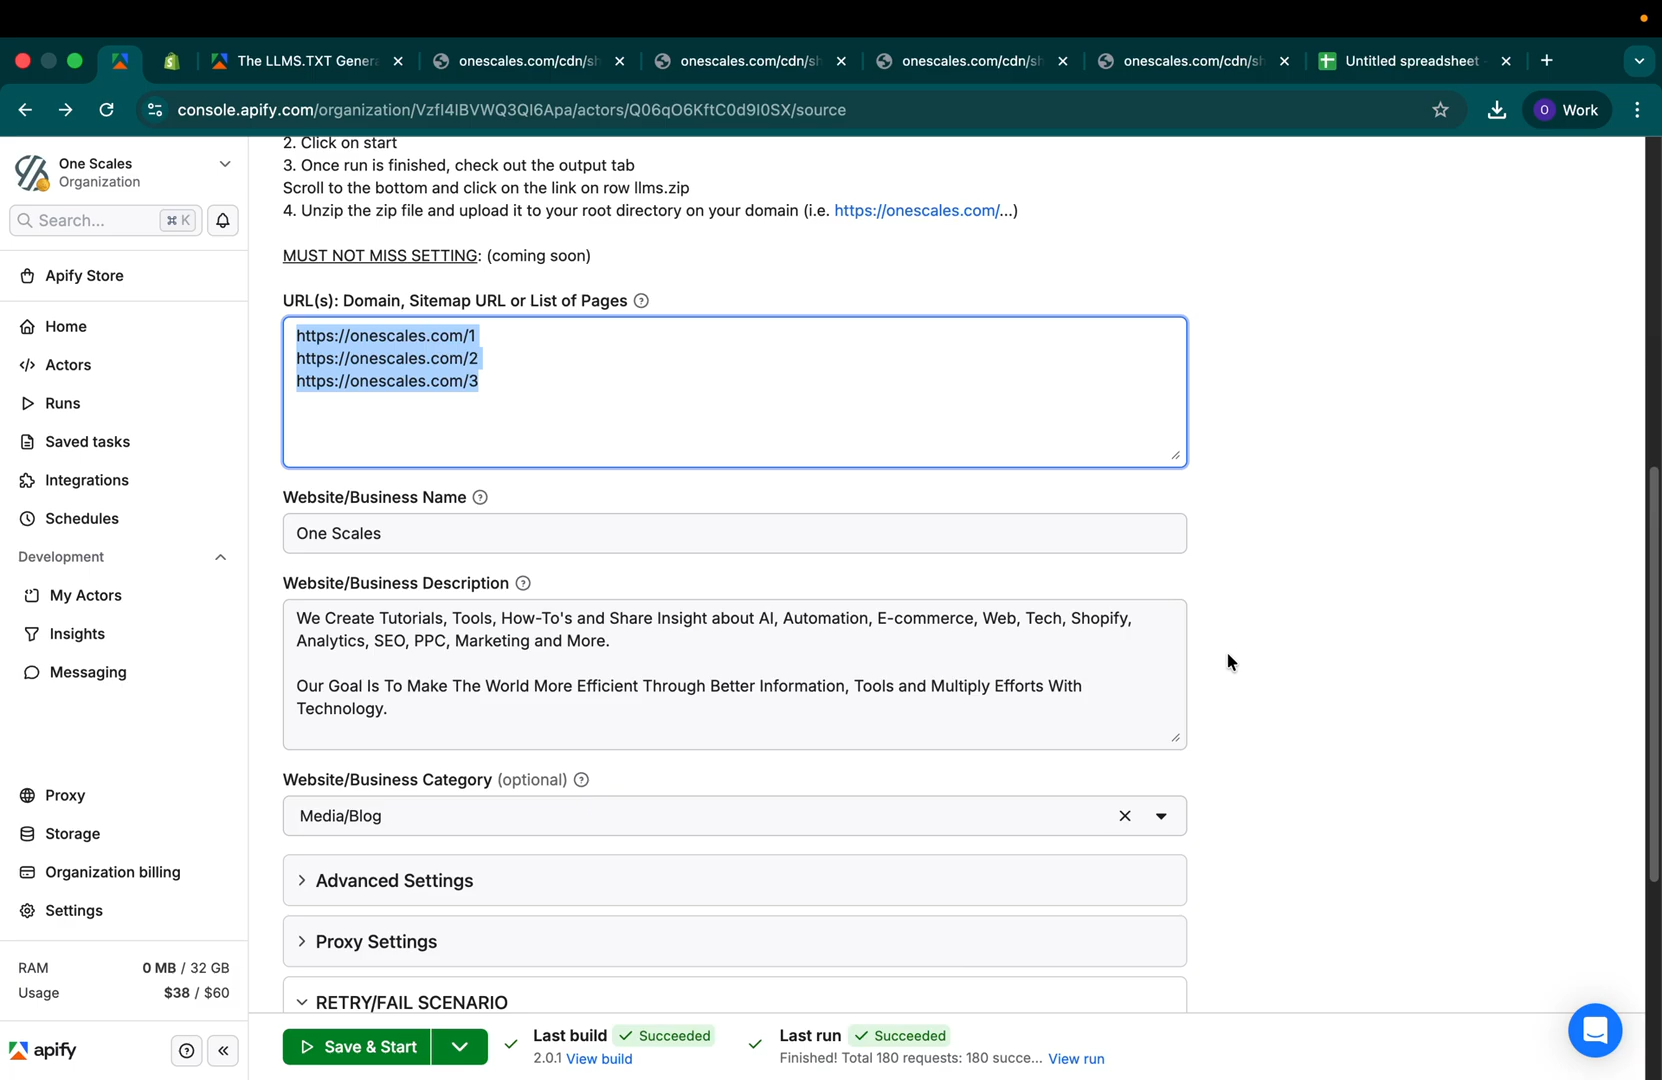 The LLMS.TXT Genera
onescales.com/cdn/sh
onescales.com/cdn/sh
onescales.com/cdn/sh
onescales.com/cdn/sh
Untitled spreadsheet
console.apify.com/organization/VzfI4IBVWQ3QI6Apa/actors/Q06qO6KftC0d9I0SX/source
O Work
One Scales
Organization
Search...
⌘ K
Apify Store
Home
Actors
Runs
Saved tasks
Integrations
Schedules
Development
My Actors
Insights
Messaging
Proxy
Storage
Organization billing
Settings
RAM 0 MB / 32 GB
Usage $38 / $60
apify
2. Click on start
3. Once run is finished, check out the output tab
Scroll to the bottom and click on the link on row llms.zip
4. Unzip the zip file and upload it to your root directory on your domain (i.e. https://onescales.com/...)
MUST NOT MISS SETTING: (coming soon)
URL(s): Domain, Sitemap URL or List of Pages
https://onescales.com/1
https://onescales.com/2
https://onescales.com/3
Website/Business Name
One Scales
Website/Business Description
We Create Tutorials, Tools, How-To's and Share Insight about AI, Automation, E-commerce, Web, Tech, Shopify,
Analytics, SEO, PPC, Marketing and More.
Our Goal Is To Make The World More Efficient Through Better Information, Tools and Multiply Efforts With
Technology.
Website/Business Category (optional)
Media/Blog
Advanced Settings
Proxy Settings
RETRY/FAIL SCENARIO
Save & Start
Last build Succeeded
2.0.1 View build
Last run Succeeded
Finished! Total 180 requests: 180 succe... View run